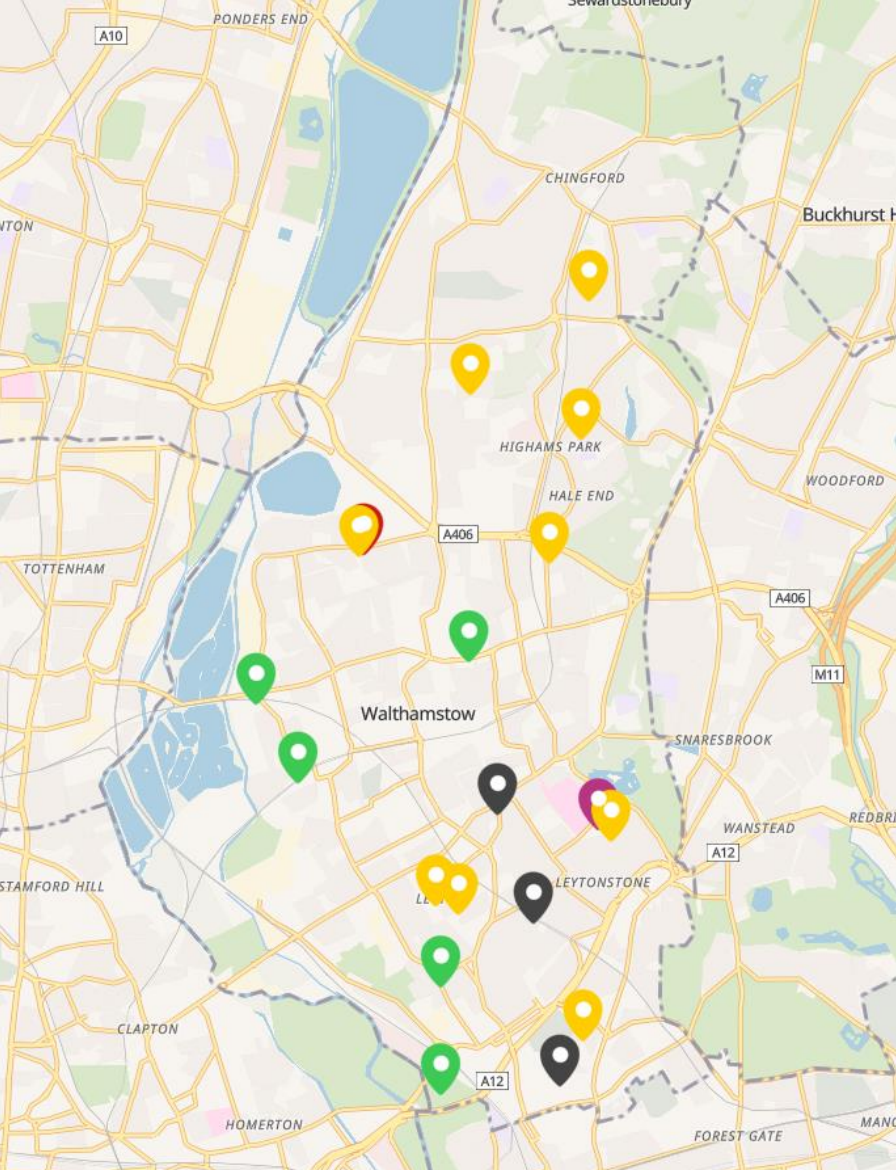 Sewardstonebury
PONDERS END
A10
CHINGFORD
Buckhurst H
NTON
HIGHAMS PARK
WOODFORD
HALE END
A406
TOTTENHAM
A406
M11
Walthamstow
SNARESBROOK
REDBRI
WANSTEAD
A12
STAMFORD HILL
LEYTONSTONE
CLAPTON
A12
HOMERTON
MANO
FOREST GATE